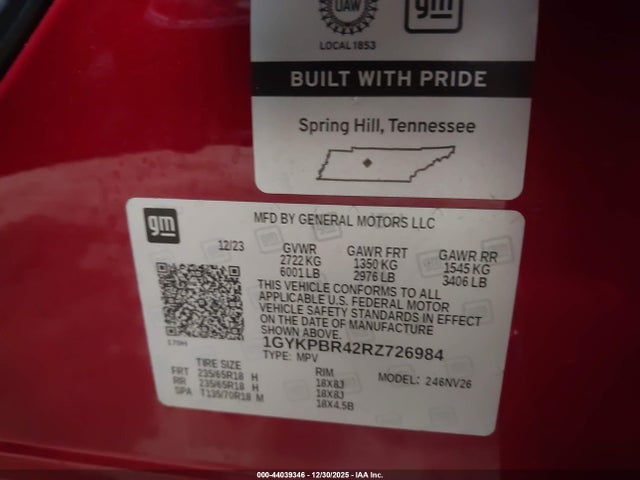 UAW
gm
LOCAL 1853
BUILT WITH PRIDE
Spring Hill, Tennessee
gm
MFD BY GENERAL MOTORS LLC
12/23 GVWR GAWR FRT GAWR RR
2722 KG 1350 KG 1545 KG
6001 LB 2976 LB 3406 LB
THIS VEHICLE CONFORMS TO ALL
APPLICABLE U.S. FEDERAL MOTOR
VEHICLE SAFETY STANDARDS IN EFFECT
ON THE DATE OF MANUFACTURE
SHOWN ABOVE.
1GYKPBR42RZ726984
TYPE: MPV
179H
TIRE SIZE RIM MODEL: 246NV26
FRT 235/65R18 H 18X8J
RR 235/65R18 H 18X8J
SPA T135/70R18 M 18X4.5B
000-44039346 - 12/30/2025 - IAA Inc.